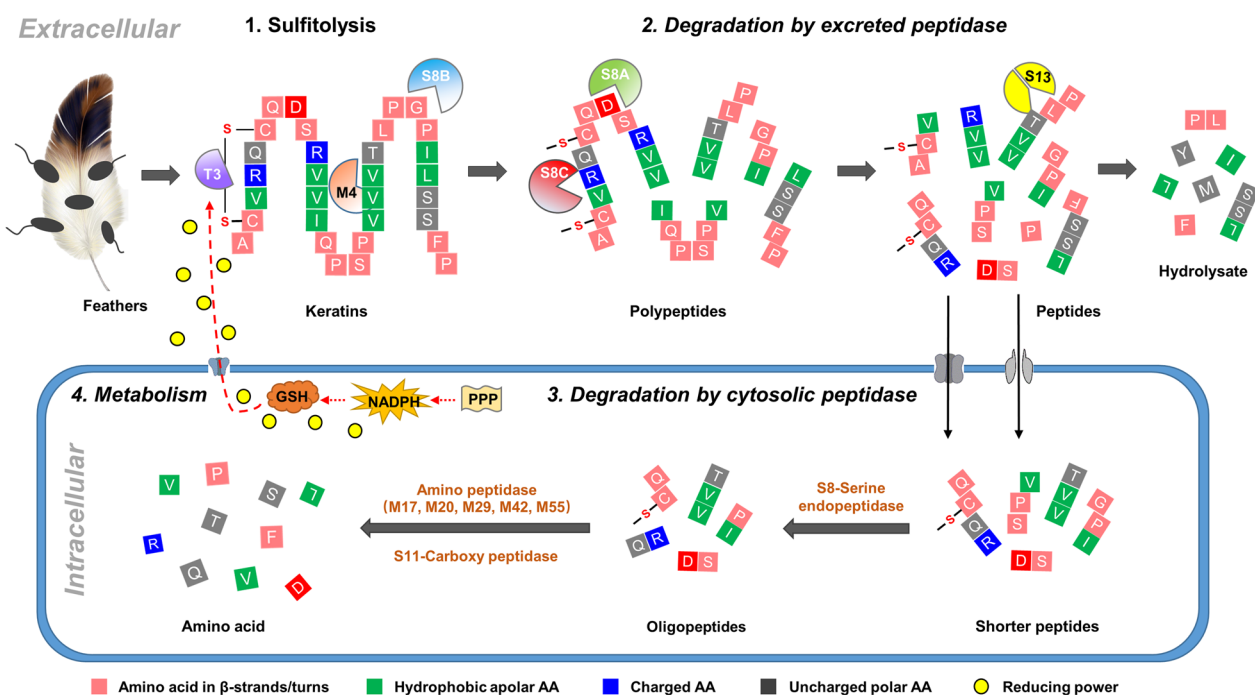 Extracellular
1. Sulfitolysis
2. Degradation by excreted peptidase
S8B
S8A
S13
T3
M4
S8C
S
S
Q D
C S
Q R
R V
V V
C I
A Q
P S
P
V
V
V
T
L
P G
P
I
L
S
S
F
P
S
S
Q D
C S
Q R
R V
V V
C
A
T
V
V
L
P
G
P
I
I
Q
P S
P
V
L
S
S
F
P
S
V
C
A
R
V
V
T
V
V
L
P
G
P
I
S
Q
C
Q
R
V
P
S
P
D S
F
S
S
L
P L
Y
I
L
M
F
S
S
L
Feathers
Keratins
Polypeptides
Peptides
Hydrolysate
4. Metabolism
GSH
NADPH
PPP
3. Degradation by cytosolic peptidase
Intracellular
V
P
S
L
T
R
F
Q
V
D
Amino peptidase
(M17, M20, M29, M42, M55)
S11-Carboxy peptidase
S
Q
C
Q R
T
V
V
P
I
D S
S8-Serine
endopeptidase
S
Q
C
Q
R
V
P
S
T
V
V
G
P
I
D S
Amino acid
Oligopeptides
Shorter peptides
Amino acid in β-strands/turns
Hydrophobic apolar AA
Charged AA
Uncharged polar AA
Reducing power